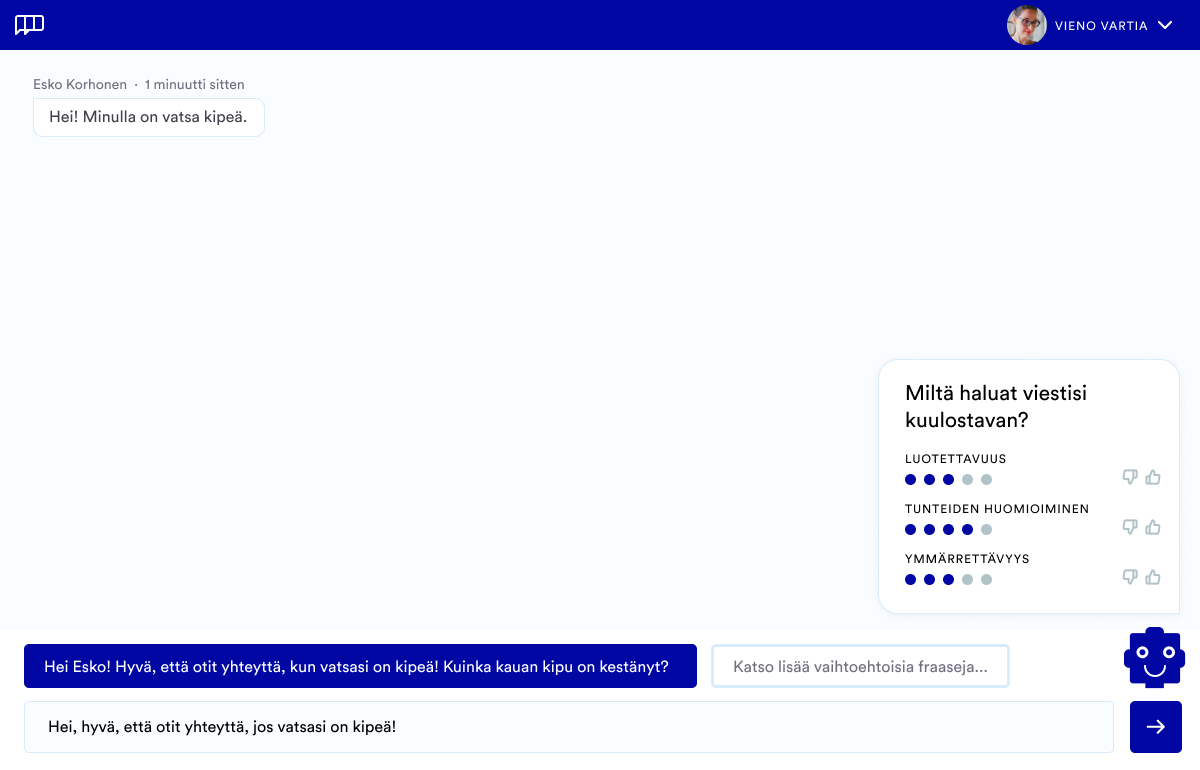 VIENO VARTIA
Esko Korhonen · 1 minuutti sitten
Hei! Minulla on vatsa kipeä.
Miltä haluat viestisi
kuulostavan?
LUOTETTAVUUS
TUNTEIDEN HUOMIOIMINEN
YMMÄRRETTÄVYYS
Hei Esko! Hyvä, että otit yhteyttä, kun vatsasi on kipeä! Kuinka kauan kipu on kestänyt?
Katso lisää vaihtoehtoisia fraaseja...
Hei, hyvä, että otit yhteyttä, jos vatsasi on kipeä!